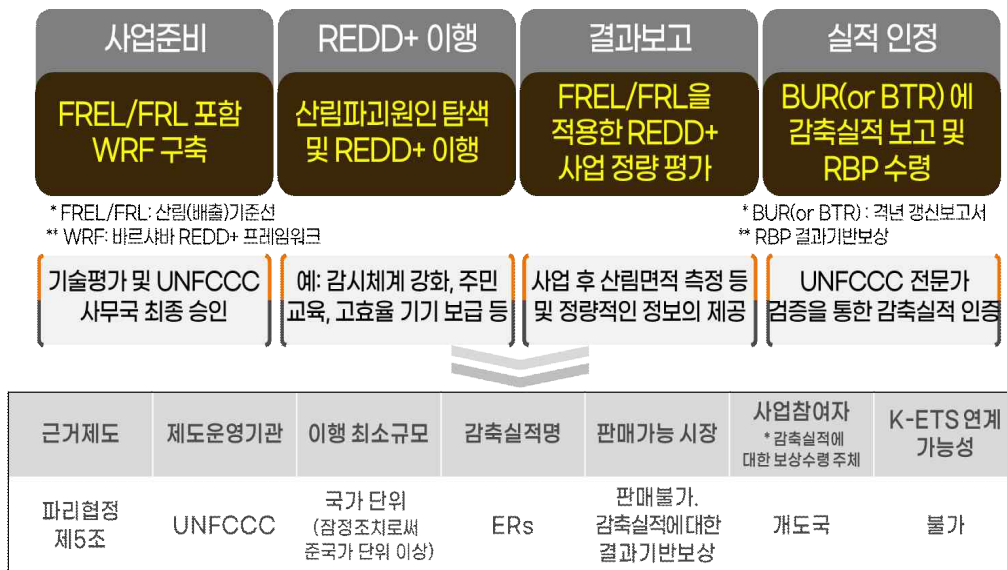 사업준비
FREL/FRL 포함
WRF 구축
REDD+ 이행
산림파괴원인 탐색
및 REDD+ 이행
결과보고
FREL/FRL을
적용한 REDD+
사업 정량 평가
실적 인정
BUR(or BTR) 에
감축실적 보고 및
RBP 수령
* FREL/FRL: 산림(배출)기준선
** WRF: 바르샤바 REDD+ 프레임워크
* BUR(or BTR) : 격년 갱신보고서
** RBP 결과기반보상
기술평가 및 UNFCCC
사무국 최종 승인
예: 감시체계 강화, 주민
교육, 고효율 기기 보급 등
사업 후 산림면적 측정 등
및 정량적인 정보의 제공
UNFCCC 전문가
검증을 통한 감축실적 인증
근거제도
제도운영기관
이행 최소규모
감축실적명
판매가능 시장
사업참여자
* 감축실적에
대한 보상수령 주체
K-ETS 연계
가능성
파리협정
제5조
UNFCCC
국가 단위
(잠정조치로써
준국가 단위 이상)
ERs
판매불가.
감축실적에대한
결과기반보상
개도국
불가